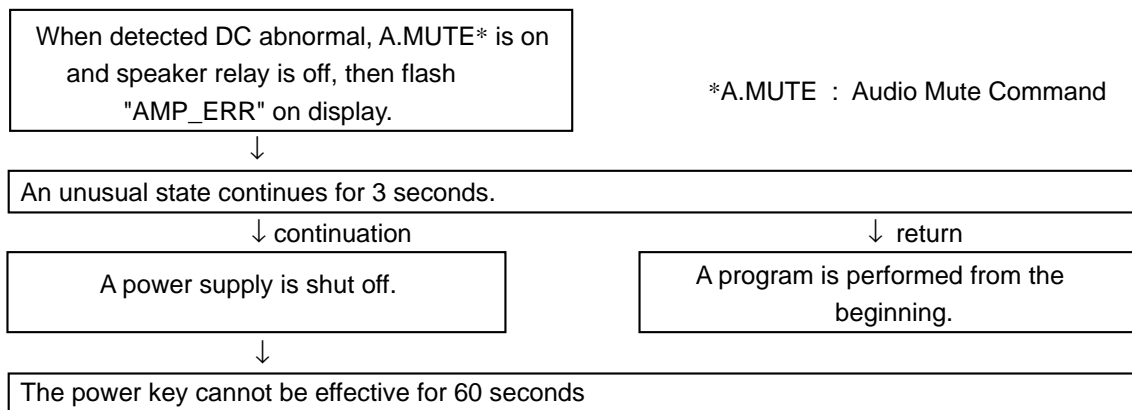 When detected DC abnormal, A.MUTE* is on
and speaker relay is off, then flash
"AMP_ERR" on display.
*A.MUTE : Audio Mute Command
↓
An unusual state continues for 3 seconds.
↓ continuation
↓ return
A power supply is shut off.
A program is performed from the
beginning.
↓
The power key cannot be effective for 60 seconds